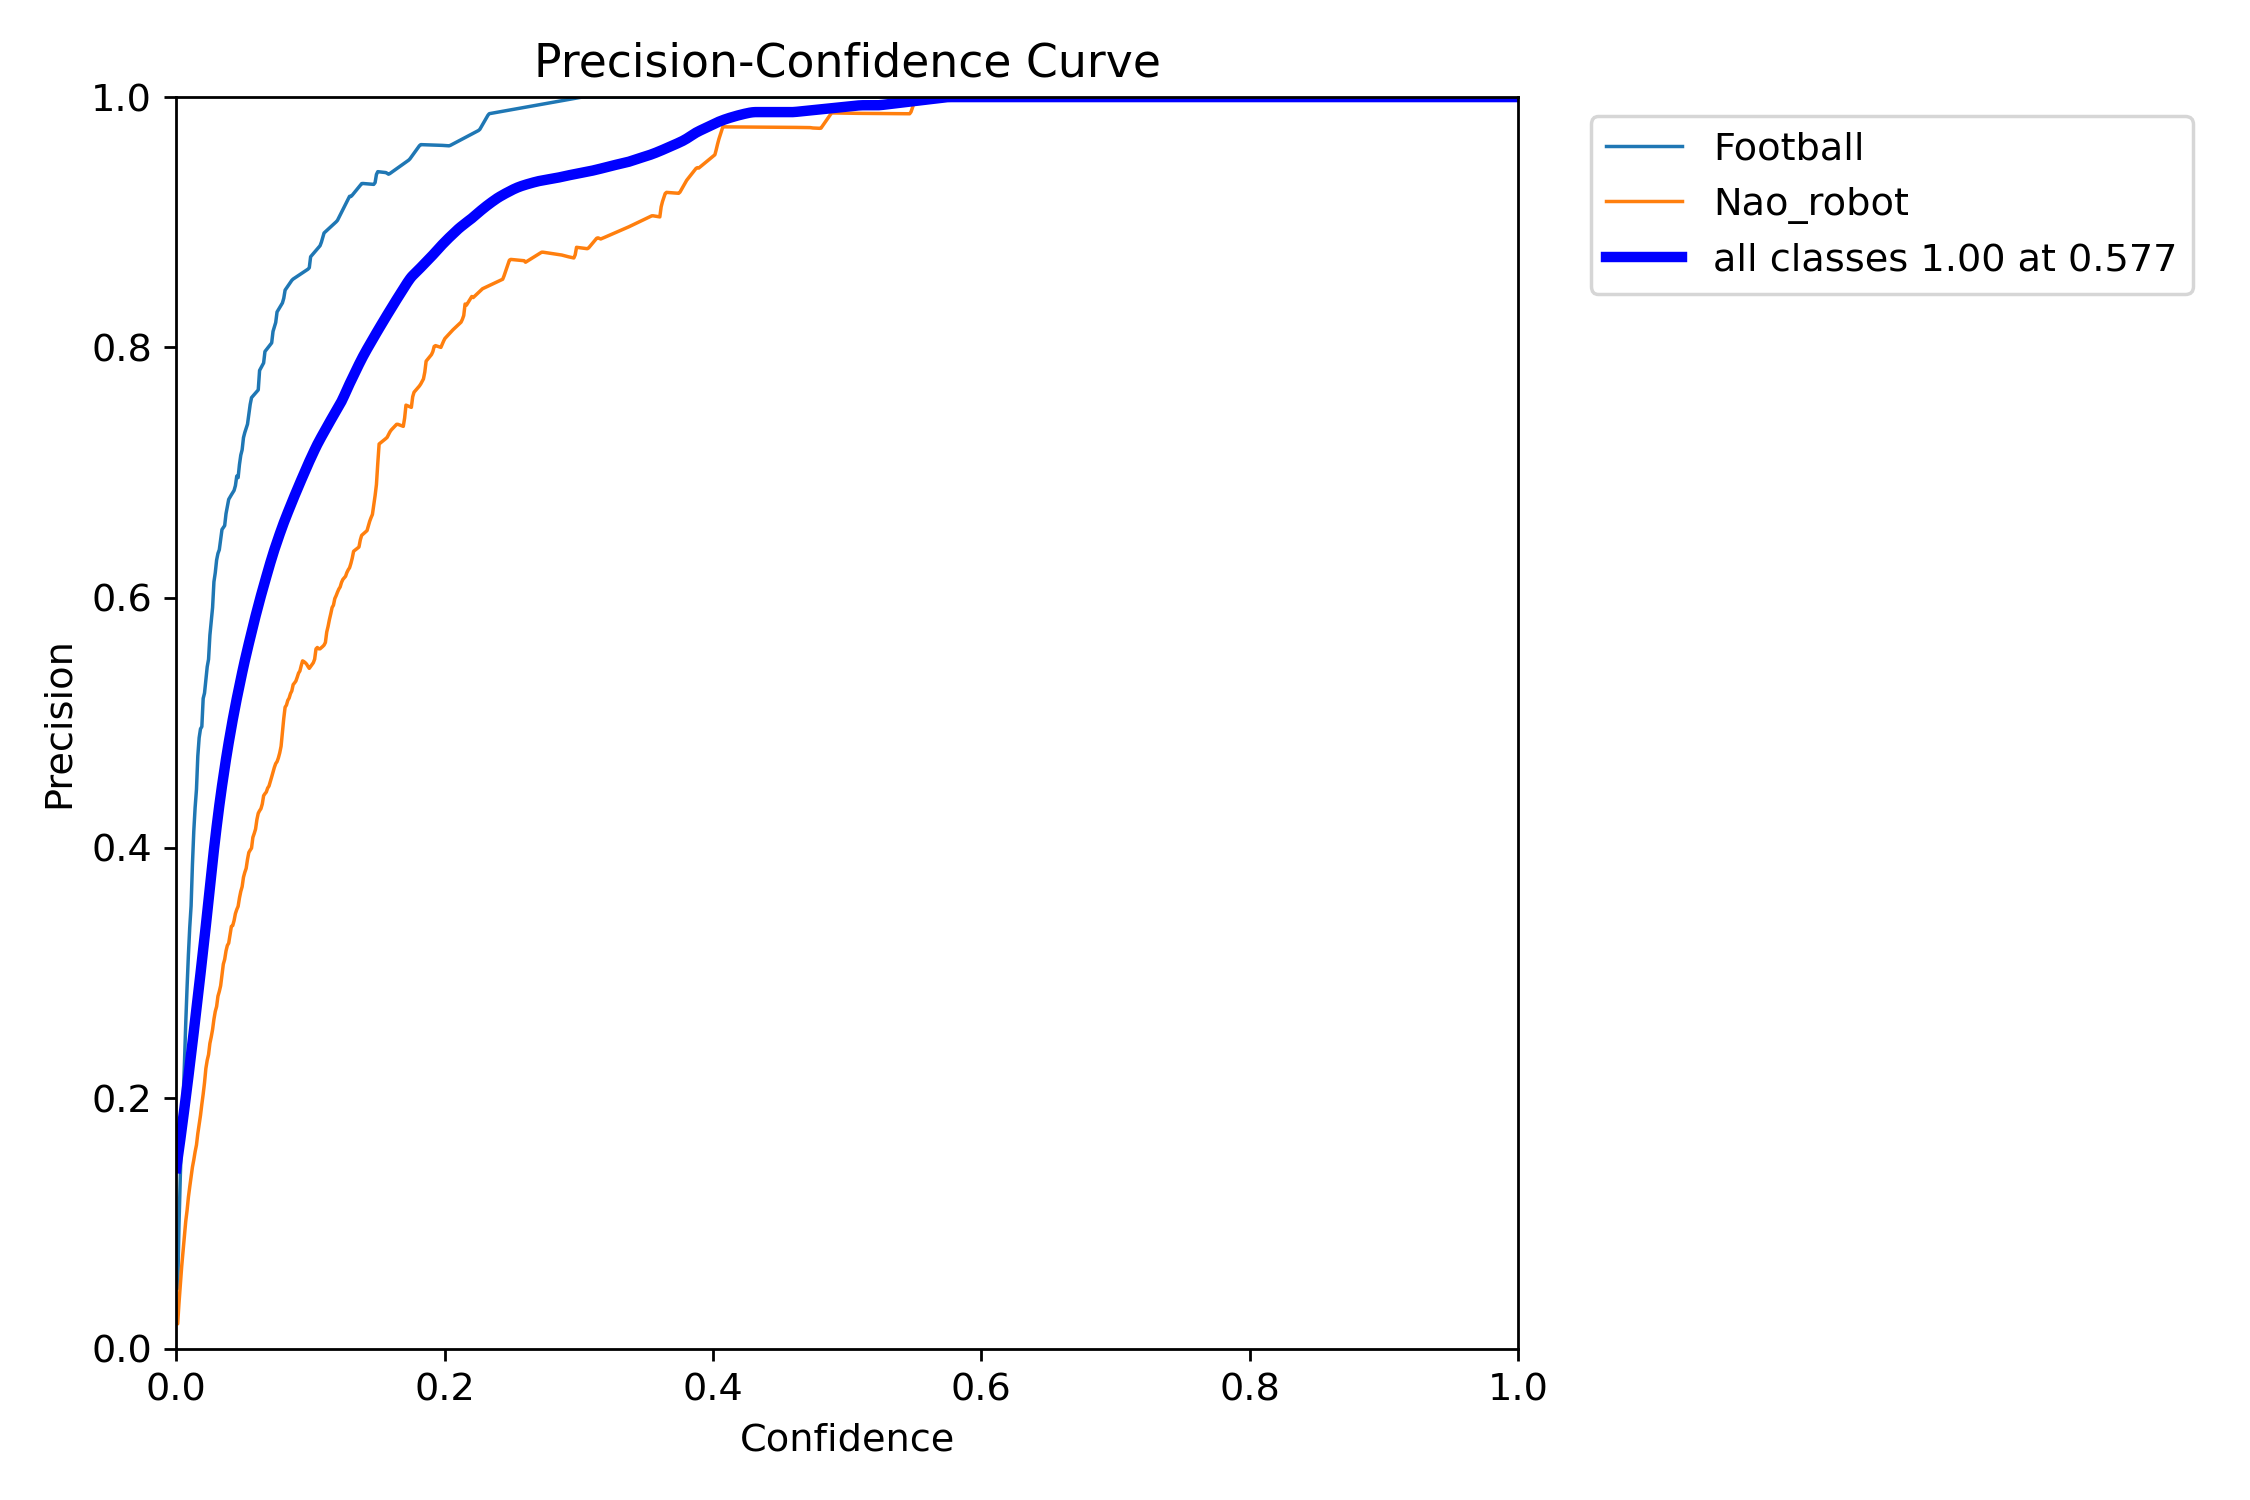 Precision-Confidence Curve
1.0
0.8
0.6
0.4
0.2
0.0
Precision
0.0 0.2 0.4 0.6 0.8 1.0
Confidence
Football
Nao_robot
all classes 1.00 at 0.577